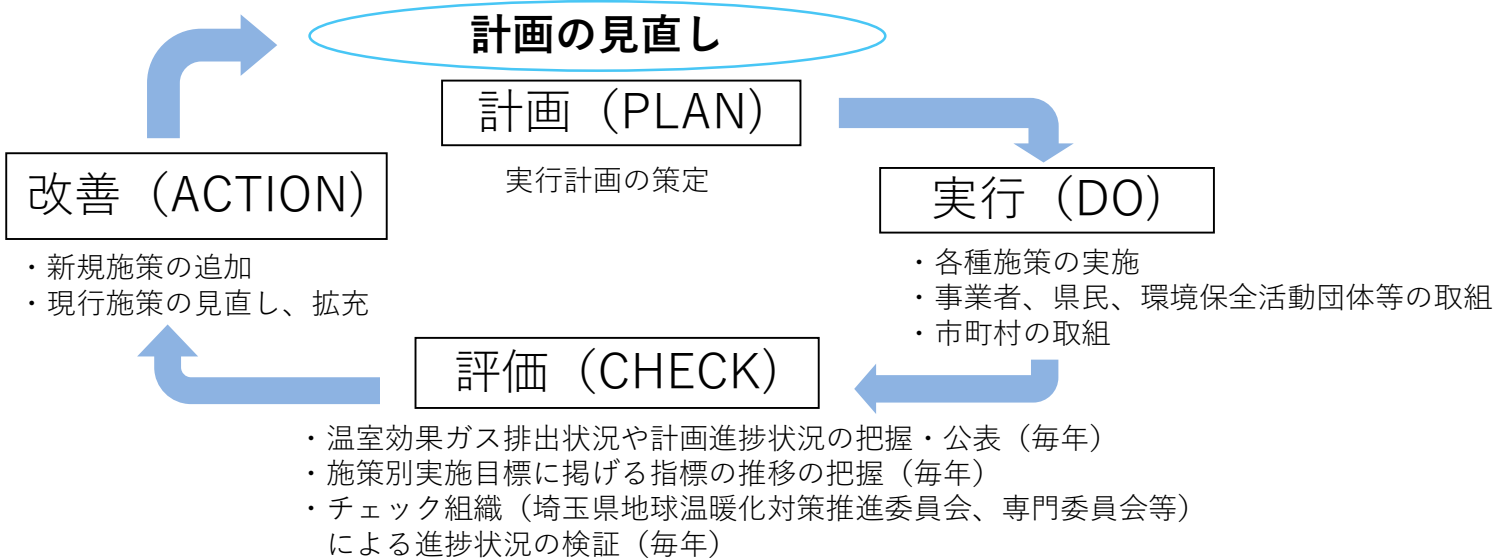 計画の見直し
計画（PLAN）
実行計画の策定
実行（DO）
・各種施策の実施
・事業者、県民、環境保全活動団体等の取組
・市町村の取組
評価（CHECK）
・温室効果ガス排出状況や計画進捗状況の把握・公表（毎年）
・施策別実施目標に掲げる指標の推移の把握（毎年）
・チェック組織（埼玉県地球温暖化対策推進委員会、専門委員会等）
による進捗状況の検証（毎年）
改善（ACTION）
・新規施策の追加
・現行施策の見直し、拡充